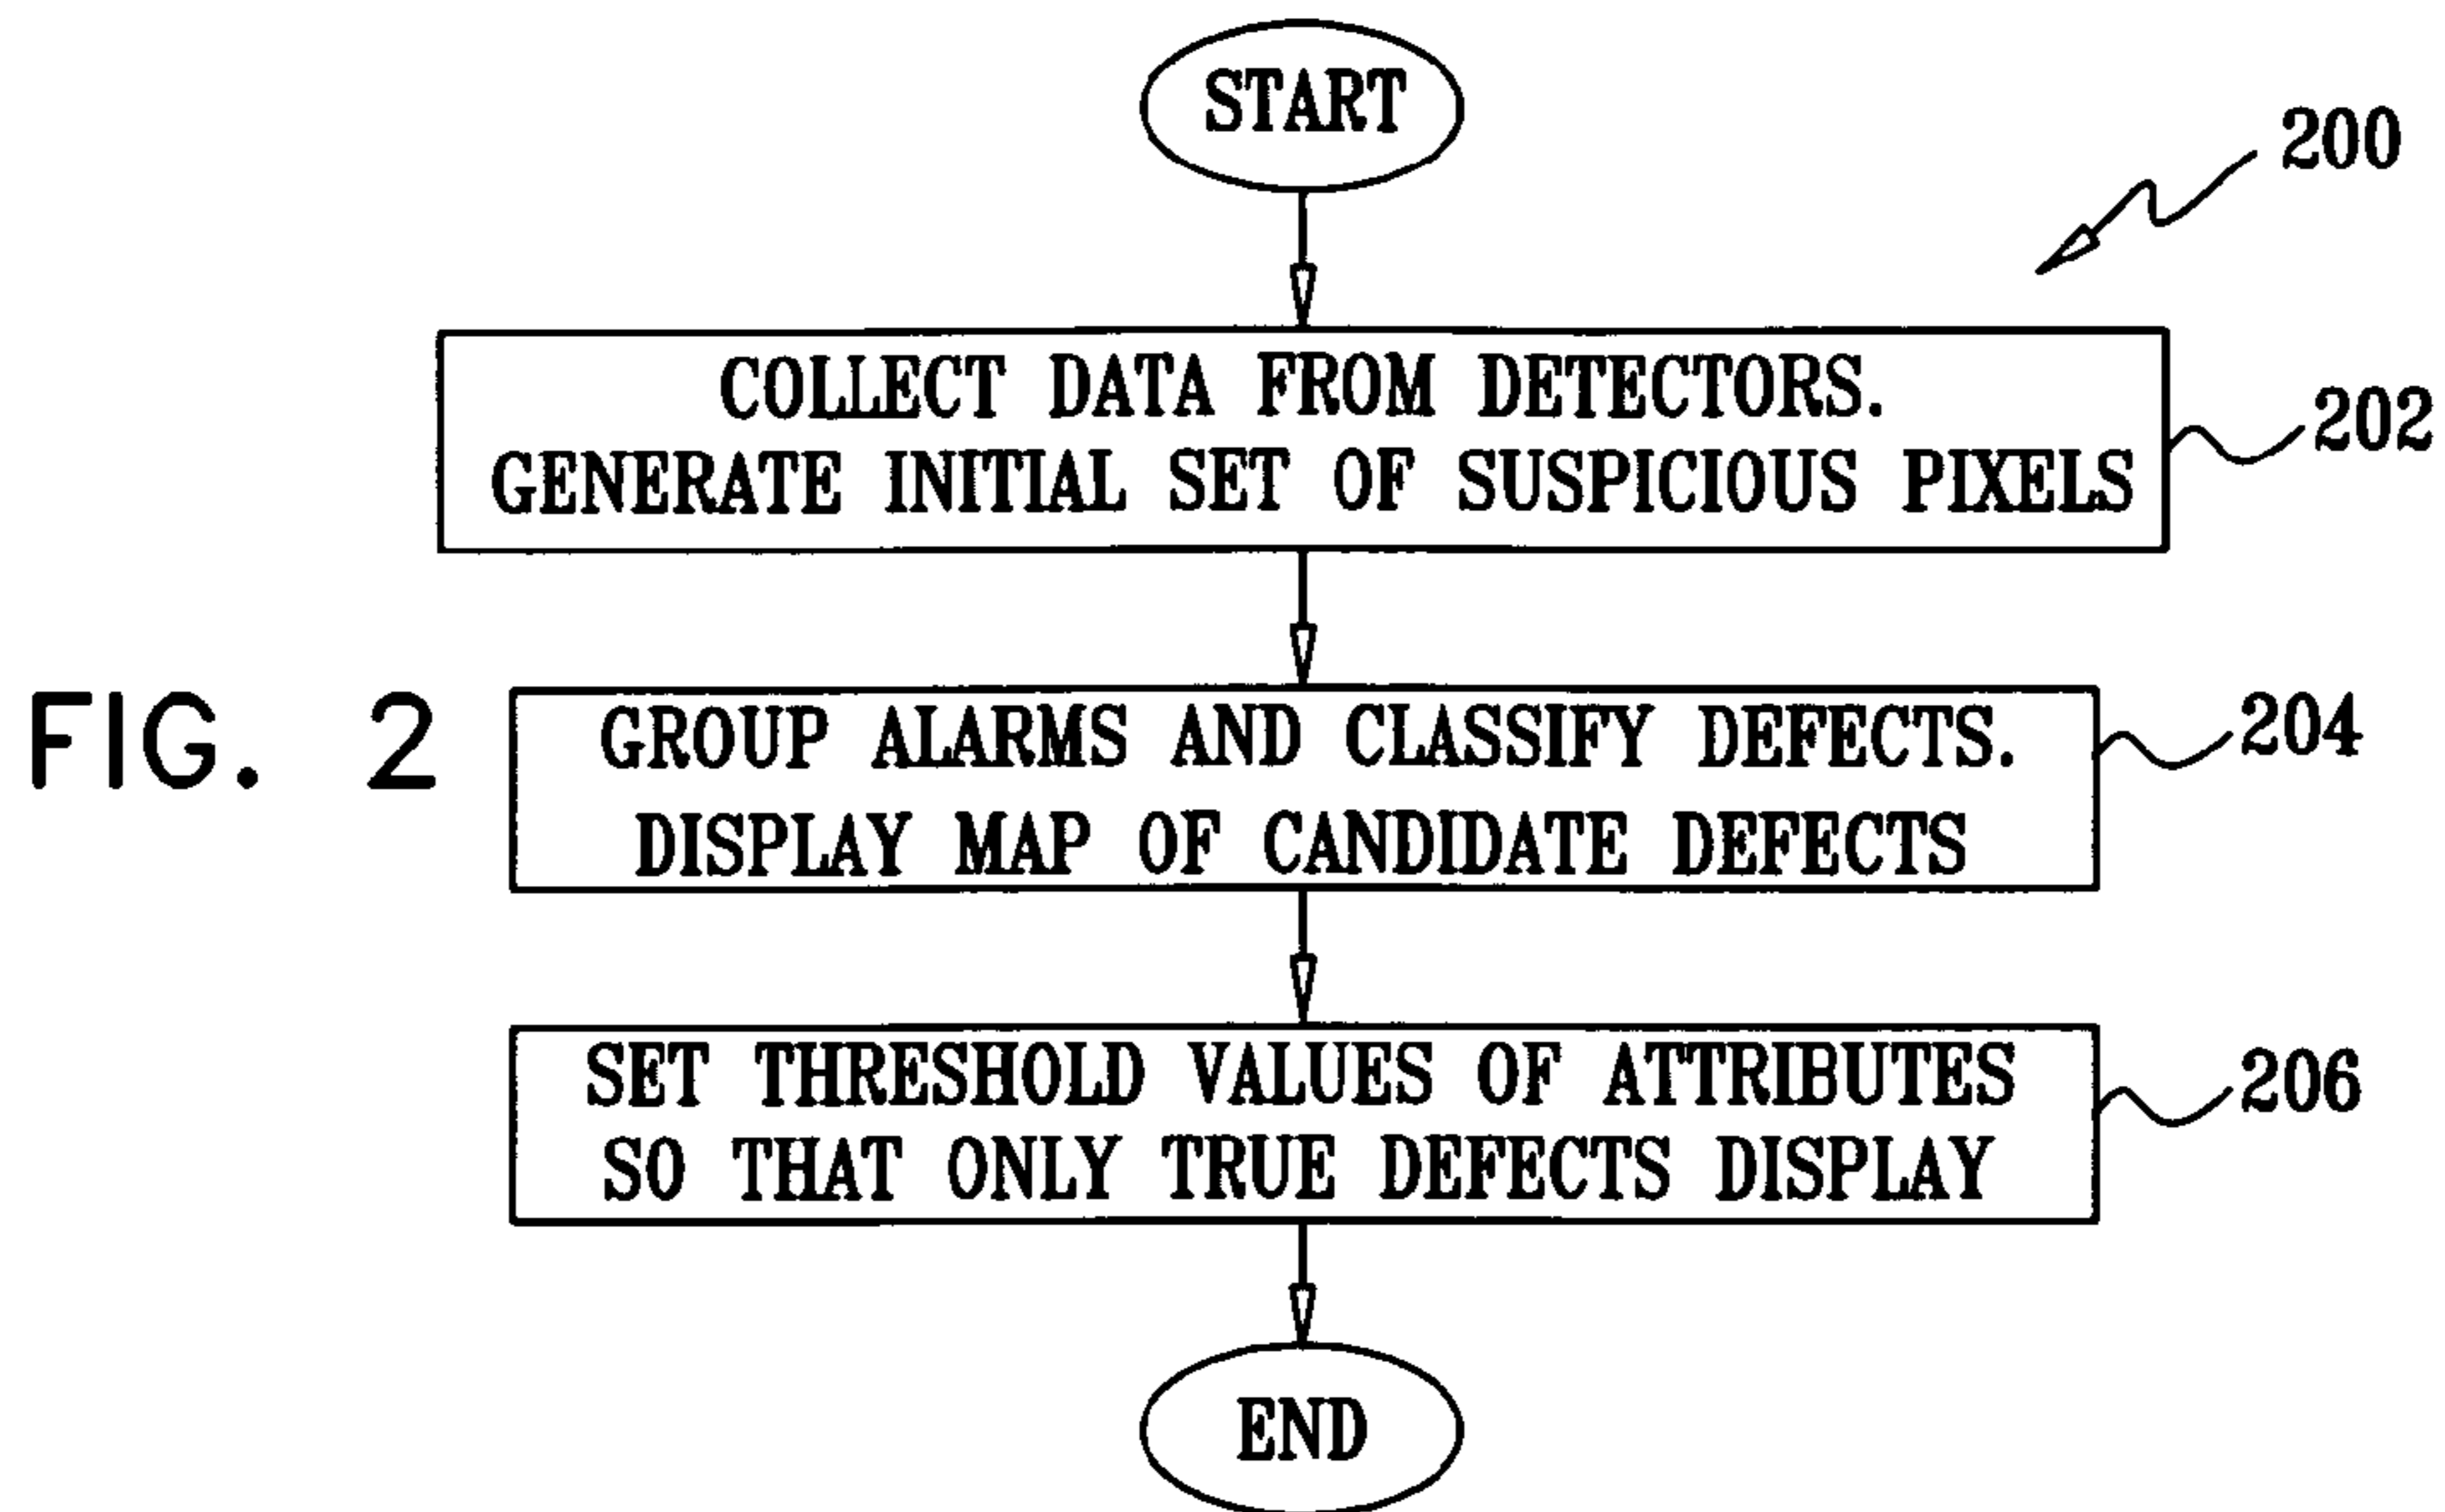 START
200
COLLECT DATA FROM DETECTORS.
GENERATE INITIAL SET OF SUSPICIOUS PIXELS
202
FIG. 2
GROUP ALARMS AND CLASSIFY DEFECTS.
DISPLAY MAP OF CANDIDATE DEFECTS
204
SET THRESHOLD VALUES OF ATTRIBUTES
SO THAT ONLY TRUE DEFECTS DISPLAY
206
END